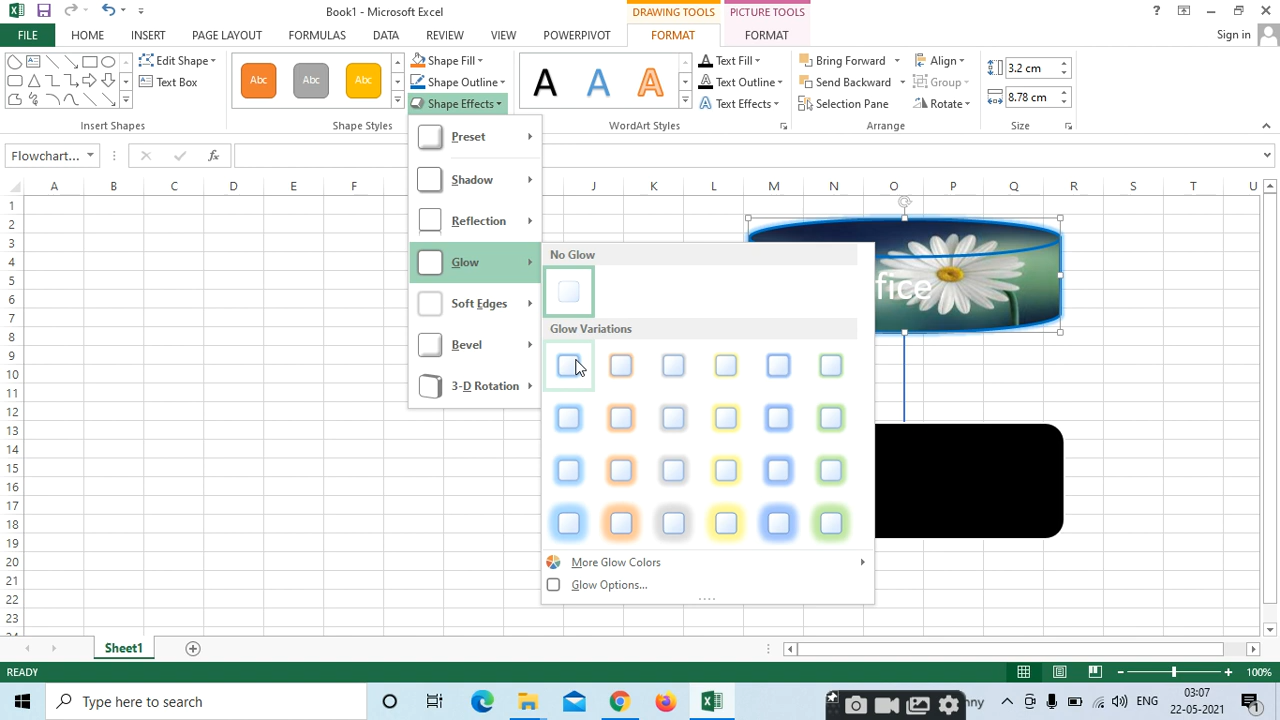 Book1 - Microsoft Excel
DRAWING TOOLS
PICTURE TOOLS
?
FILE
HOME
INSERT
PAGE LAYOUT
FORMULAS
DATA
REVIEW
VIEW
POWERPIVOT
FORMAT
FORMAT
Sign in
Abc
Abc
Abc
Shape Fill
Shape Outline
Shape Effects
A
A
A
Edit Shape
Text Box
Text Fill
Text Outline
Text Effects
Bring Forward
Send Backward
Selection Pane
Align
Group
Rotate
3.2 cm
8.78 cm
Insert Shapes
Shape Styles
WordArt Styles
Arrange
Size
Flowchart...
fx
A B C D E F J K L M N O P Q R S T U
1
2
3
4
5
6
7
8
9
10
11
12
13
14
15
16
17
18
19
20
21
22
23
24
Preset
Shadow
Reflection
Glow
Soft Edges
Bevel
3-D Rotation
No Glow
Glow Variations
More Glow Colors
Glow Options...
ffice
Sheet1
READY
100%
Type here to search
nny
ENG
03:07
22-05-2021
1